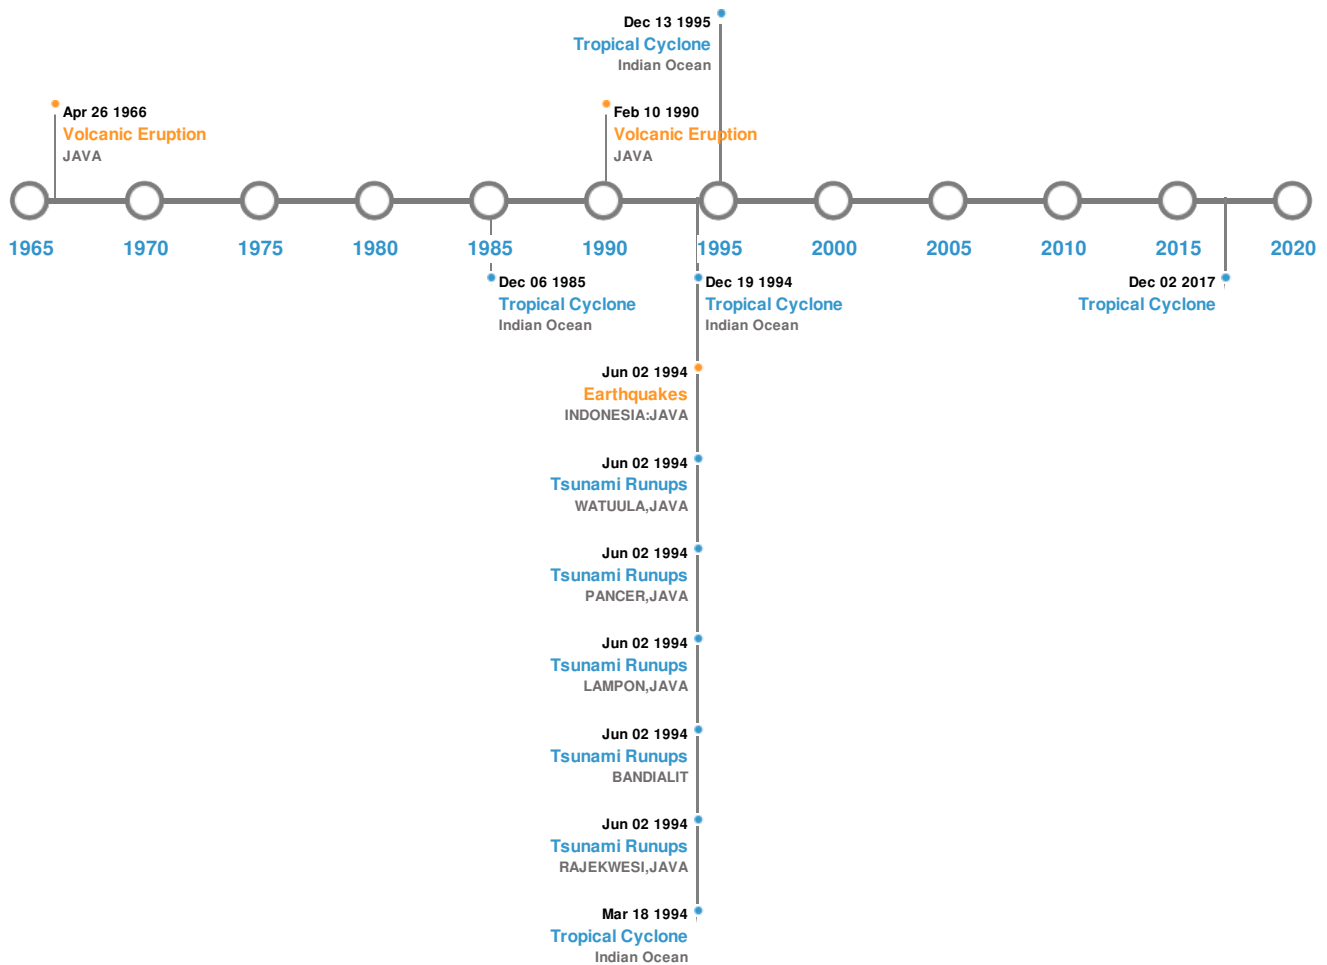 Dec 13 1995
Tropical Cyclone
Indian Ocean
Apr 26 1966
Volcanic Eruption
JAVA
Feb 10 1990
Volcanic Eruption
JAVA
1965 1970 1975 1980 1985 1990 1995 2000 2005 2010 2015 2020
Dec 06 1985
Tropical Cyclone
Indian Ocean
Dec 19 1994
Tropical Cyclone
Indian Ocean
Dec 02 2017
Tropical Cyclone
Jun 02 1994
Earthquakes
INDONESIA:JAVA
Jun 02 1994
Tsunami Runups
WATUULA,JAVA
Jun 02 1994
Tsunami Runups
PANCER,JAVA
Jun 02 1994
Tsunami Runups
LAMPON,JAVA
Jun 02 1994
Tsunami Runups
BANDIALIT
Jun 02 1994
Tsunami Runups
RAJEKWESI,JAVA
Mar 18 1994
Tropical Cyclone
Indian Ocean